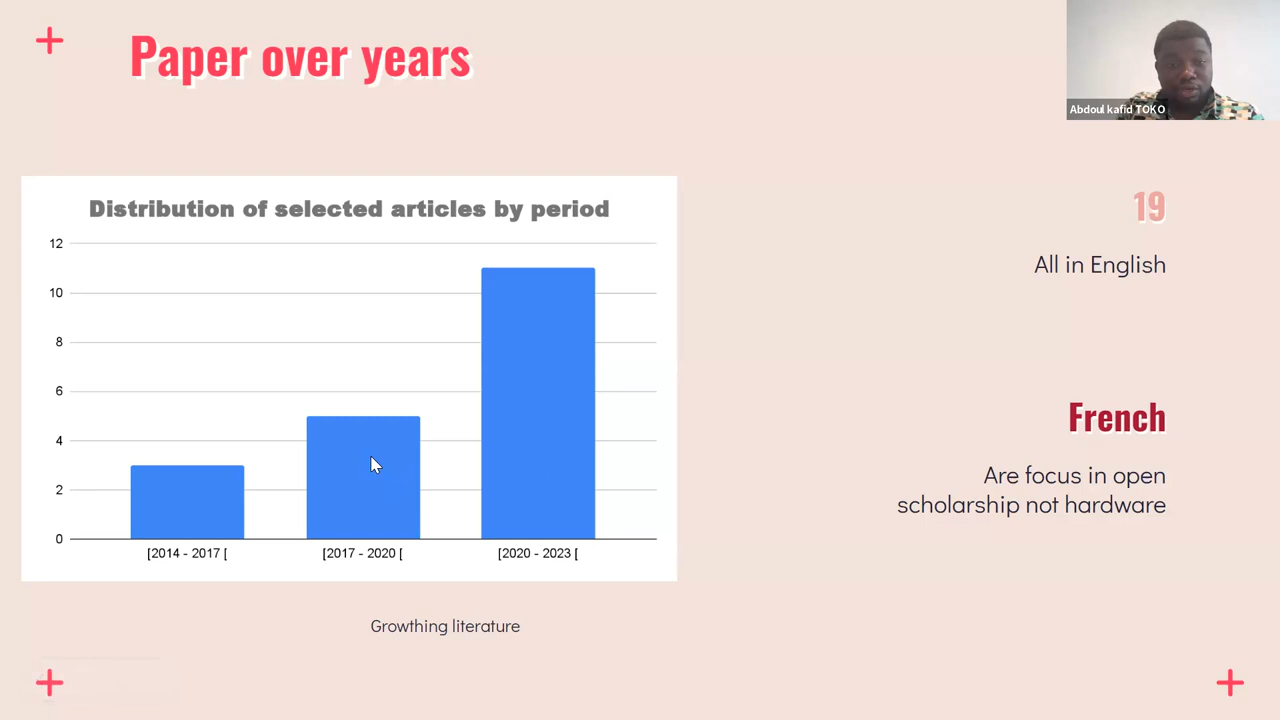 Paper over years
Abdoul kafid TOKO
Distribution of selected articles by period
12
10
8
6
4
2
0
[2014 - 2017 [
[2017 - 2020 [
[2020 - 2023 [
Growthing literature
19
All in English
French
Are focus in open
scholarship not hardware